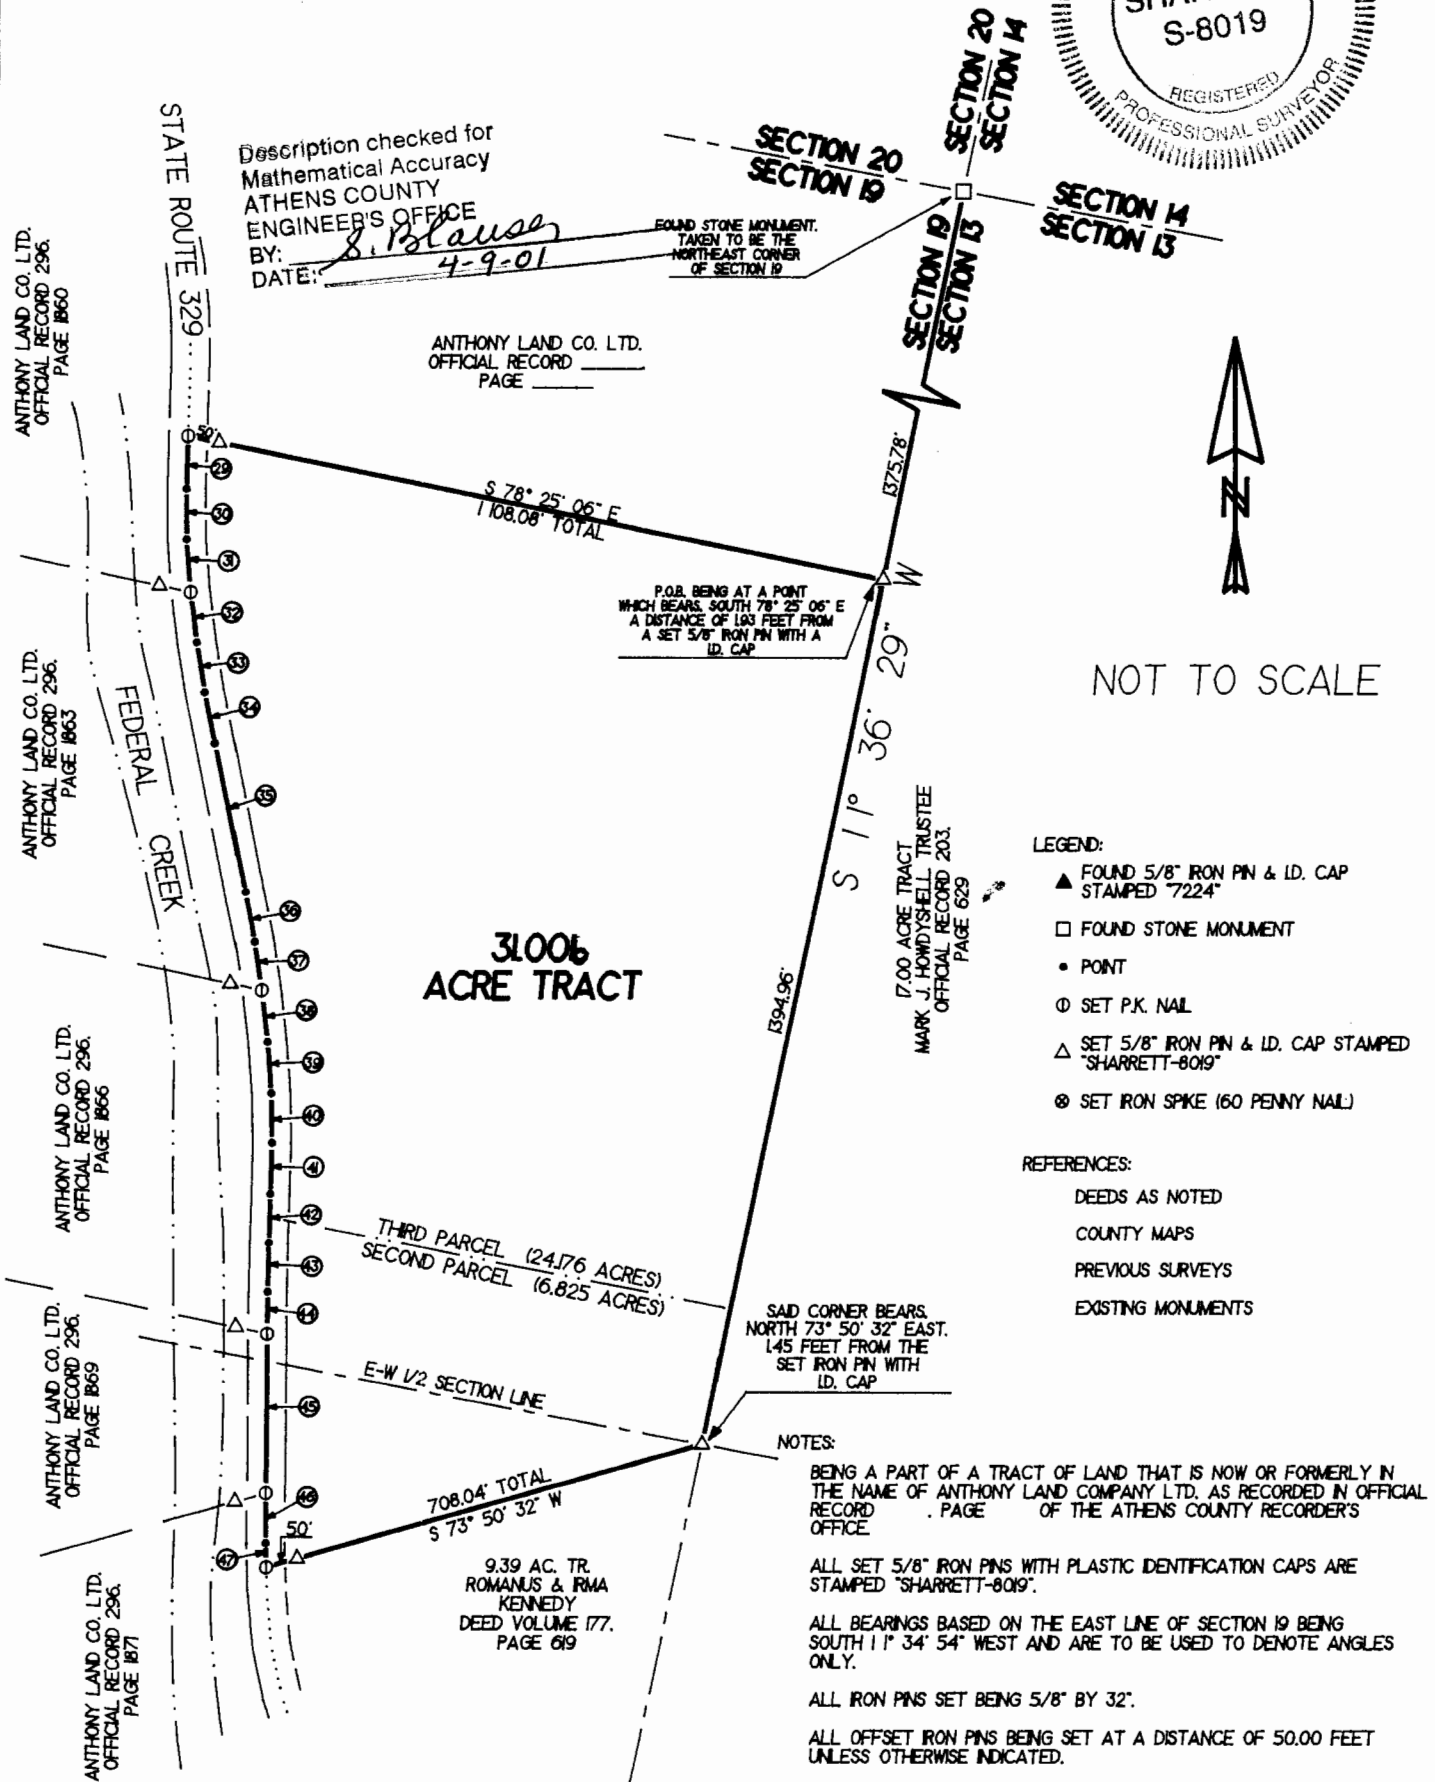 S-8019
REGISTERED
PROFESSIONAL SURVEYOR
SECTION 20
SECTION 14
SECTION 20
SECTION 19
SECTION 14
SECTION 13
SECTION 19
SECTION 13
STATE ROUTE 329
Description checked for
Mathematical Accuracy
ATHENS COUNTY
ENGINEER'S OFFICE
BY: S. Blauser
DATE: 4-9-01
FOUND STONE MONUMENT.
TAKEN TO BE THE
NORTHEAST CORNER
OF SECTION 19
ANTHONY LAND CO. LTD.
OFFICIAL RECORD 296.
PAGE 1860
ANTHONY LAND CO. LTD.
OFFICIAL RECORD
PAGE
50'
29
30
31
32
33
34
35
36
37
38
39
40
41
42
43
44
45
46
47
S 78° 25' 06" E
1108.08' TOTAL
1375.78'
P.O.B. BEING AT A POINT
WHICH BEARS, SOUTH 78° 25' 06" E
A DISTANCE OF 1.93 FEET FROM
A SET 5/8" IRON PIN WITH A
I.D. CAP
S 11° 36' 29" W
1394.96'
N
NOT TO SCALE
ANTHONY LAND CO. LTD.
OFFICIAL RECORD 296.
PAGE 1863
FEDERAL CREEK
31.006
ACRE TRACT
17.00 ACRE TRACT
MARK J. HOWDYSHELL TRUSTEE
OFFICIAL RECORD 203.
PAGE 629
LEGEND:
FOUND 5/8" IRON PIN & I.D. CAP
STAMPED "7224"
FOUND STONE MONUMENT
POINT
SET P.K. NAIL
SET 5/8" IRON PIN & I.D. CAP STAMPED
"SHARRETT-8019"
SET IRON SPIKE (60 PENNY NAIL)
REFERENCES:
DEEDS AS NOTED
COUNTY MAPS
PREVIOUS SURVEYS
EXISTING MONUMENTS
ANTHONY LAND CO. LTD.
OFFICIAL RECORD 296.
PAGE 1866
THIRD PARCEL (24.176 ACRES)
SECOND PARCEL (6.825 ACRES)
SAID CORNER BEARS.
NORTH 73° 50' 32" EAST.
1.45 FEET FROM THE
SET IRON PIN WITH
I.D. CAP
E-W 1/2 SECTION LINE
ANTHONY LAND CO. LTD.
OFFICIAL RECORD 296.
PAGE 1869
708.04' TOTAL
S 73° 50' 32" W
50'
9.39 AC. TR.
ROMANUS & IRMA
KENNEDY
DEED VOLUME 177.
PAGE 619
ANTHONY LAND CO. LTD.
OFFICIAL RECORD 296.
PAGE 1871
NOTES:
BEING A PART OF A TRACT OF LAND THAT IS NOW OR FORMERLY IN
THE NAME OF ANTHONY LAND COMPANY LTD. AS RECORDED IN OFFICIAL
RECORD . PAGE OF THE ATHENS COUNTY RECORDER'S
OFFICE.
ALL SET 5/8" IRON PINS WITH PLASTIC IDENTIFICATION CAPS ARE
STAMPED "SHARRETT-8019".
ALL BEARINGS BASED ON THE EAST LINE OF SECTION 19 BEING
SOUTH 11° 34' 54" WEST AND ARE TO BE USED TO DENOTE ANGLES
ONLY.
ALL IRON PINS SET BEING 5/8" BY 32".
ALL OFFSET IRON PINS BEING SET AT A DISTANCE OF 50.00 FEET
UNLESS OTHERWISE INDICATED.